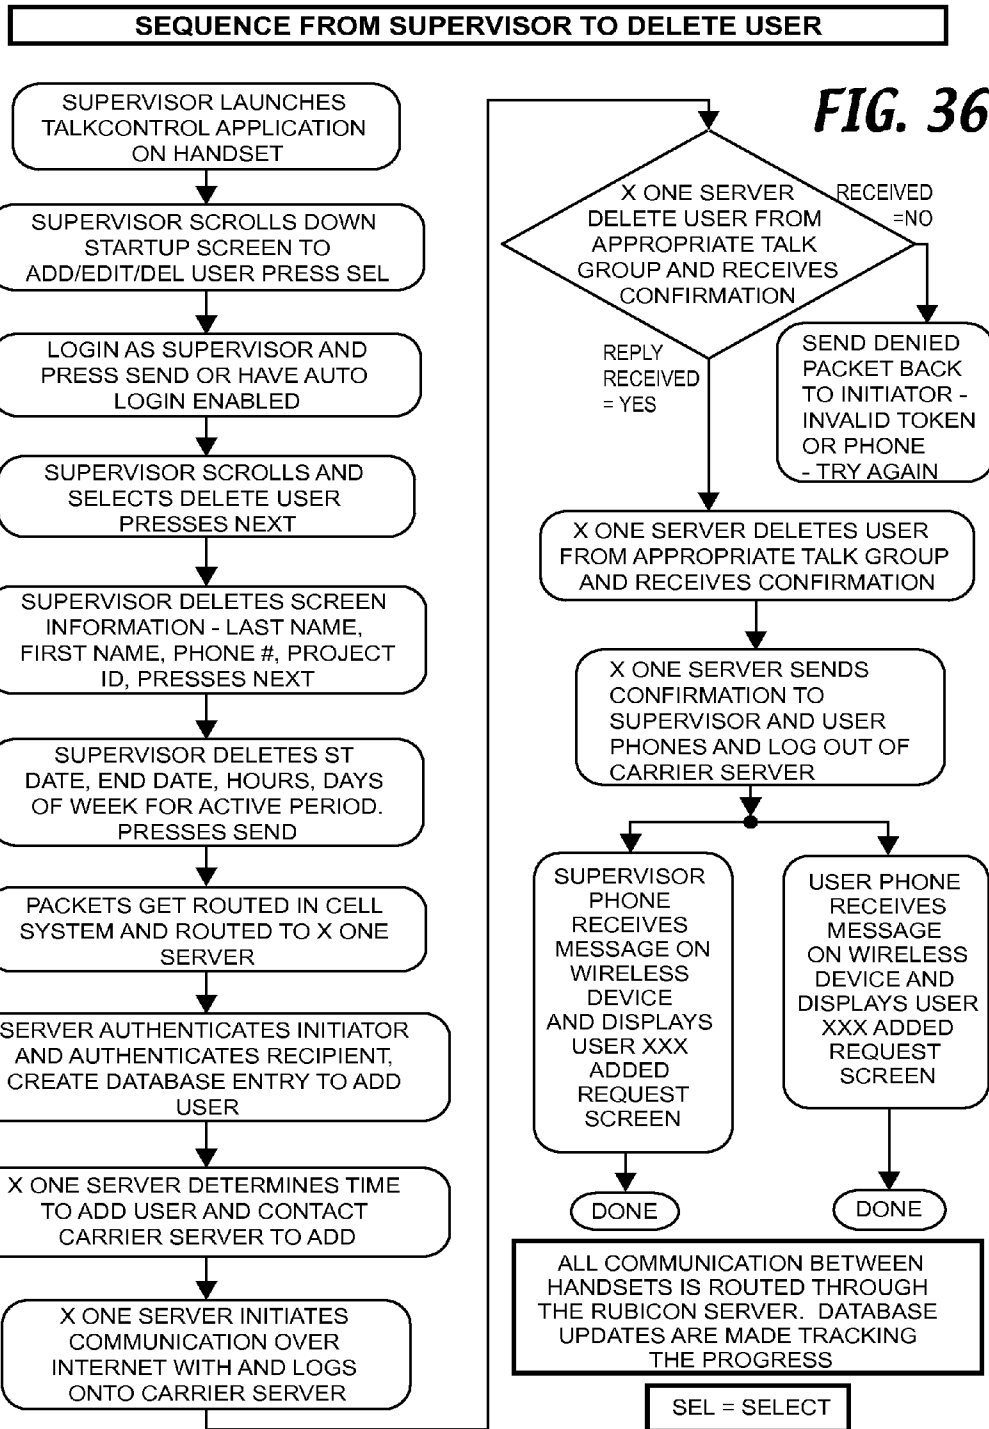 SEQUENCE FROM SUPERVISOR TO DELETE USER
FIG. 36
SUPERVISOR LAUNCHES
TALKCONTROL APPLICATION
ON HANDSET
SUPERVISOR SCROLLS DOWN
STARTUP SCREEN TO
ADD/EDIT/DEL USER PRESS SEL
LOGIN AS SUPERVISOR AND
PRESS SEND OR HAVE AUTO
LOGIN ENABLED
SUPERVISOR SCROLLS AND
SELECTS DELETE USER
PRESSES NEXT
SUPERVISOR DELETES SCREEN
INFORMATION - LAST NAME,
FIRST NAME, PHONE #, PROJECT
ID, PRESSES NEXT
SUPERVISOR DELETES ST
DATE, END DATE, HOURS, DAYS
OF WEEK FOR ACTIVE PERIOD.
PRESSES SEND
PACKETS GET ROUTED IN CELL
SYSTEM AND ROUTED TO X ONE
SERVER
SERVER AUTHENTICATES INITIATOR
AND AUTHENTICATES RECIPIENT,
CREATE DATABASE ENTRY TO ADD
USER
X ONE SERVER DETERMINES TIME
TO ADD USER AND CONTACT
CARRIER SERVER TO ADD
X ONE SERVER INITIATES
COMMUNICATION OVER
INTERNET WITH AND LOGS
ONTO CARRIER SERVER
X ONE SERVER
DELETE USER FROM
APPROPRIATE TALK
GROUP AND RECEIVES
CONFIRMATION
RECEIVED
=NO
SEND DENIED
PACKET BACK
TO INITIATOR -
INVALID TOKEN
OR PHONE
- TRY AGAIN
REPLY
RECEIVED
= YES
X ONE SERVER DELETES USER
FROM APPROPRIATE TALK GROUP
AND RECEIVES CONFIRMATION
X ONE SERVER SENDS
CONFIRMATION TO
SUPERVISOR AND USER
PHONES AND LOG OUT OF
CARRIER SERVER
SUPERVISOR
PHONE
RECEIVES
MESSAGE ON
WIRELESS
DEVICE
AND DISPLAYS
USER XXX
ADDED
REQUEST
SCREEN
DONE
USER PHONE
RECEIVES
MESSAGE
ON WIRELESS
DEVICE AND
DISPLAYS USER
XXX ADDED
REQUEST
SCREEN
DONE
ALL COMMUNICATION BETWEEN
HANDSETS IS ROUTED THROUGH
THE RUBICON SERVER. DATABASE
UPDATES ARE MADE TRACKING
THE PROGRESS
SEL = SELECT